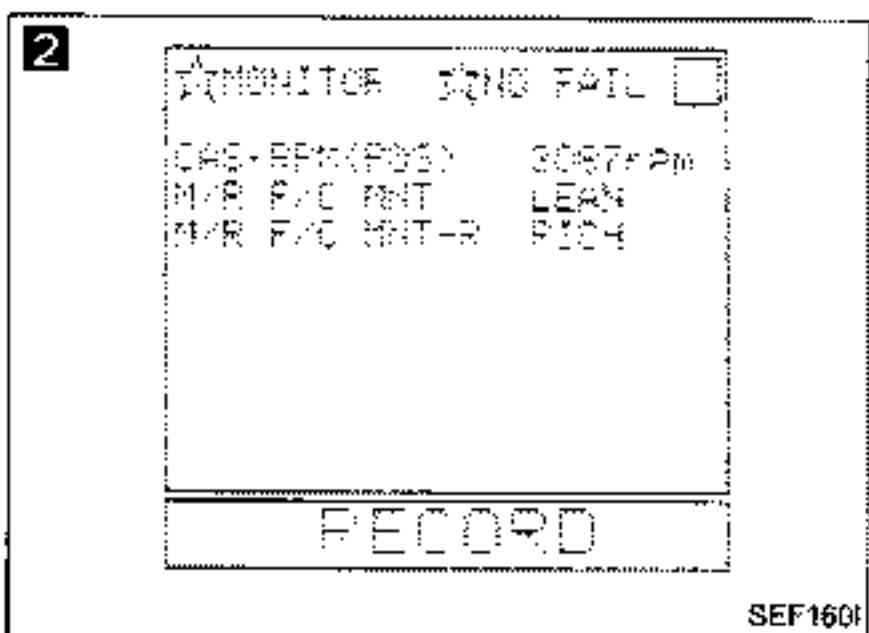 2
☆MONITOR ☆NO FAIL
CAS•RPM(POS) 3087rpm
M/R F/C MNT LEAN
M/R F/C MNT-R RICH
RECORD
SEF160I